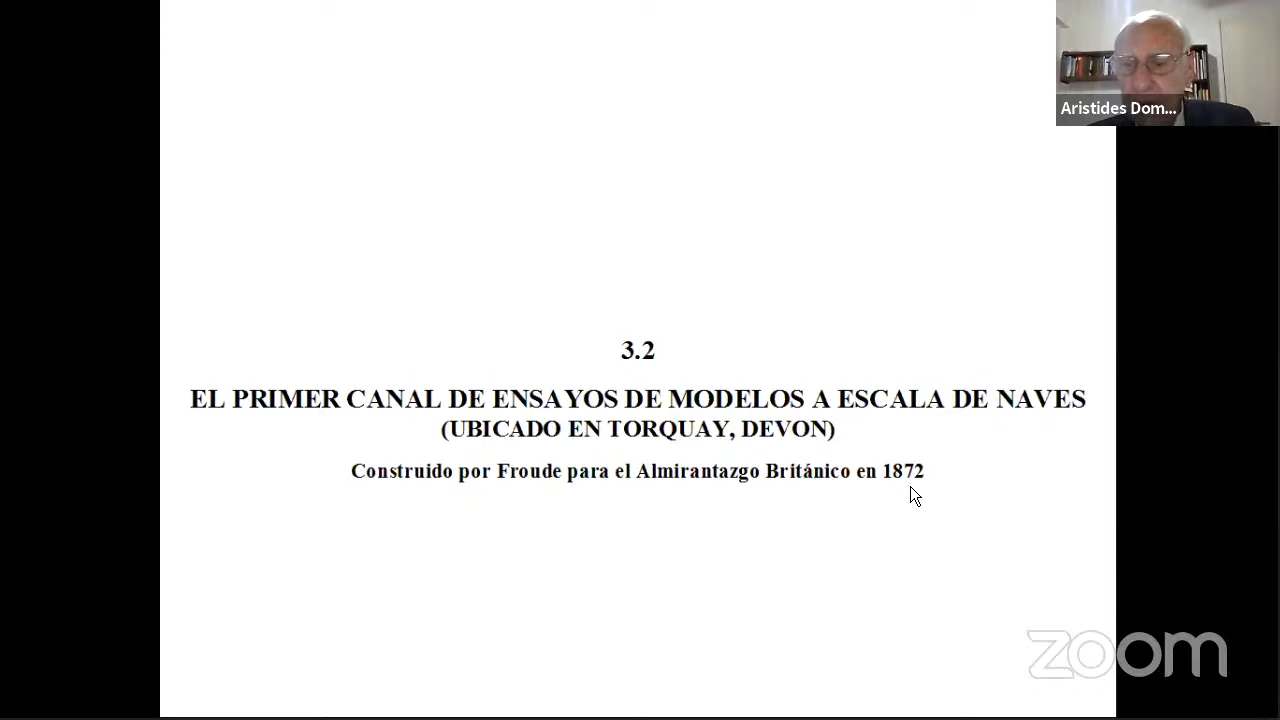 Aristides Dom...
3.2
EL PRIMER CANAL DE ENSAYOS DE MODELOS A ESCALA DE NAVES
(UBICADO EN TORQUAY, DEVON)
Construido por Froude para el Almirantazgo Británico en 1872
zoom